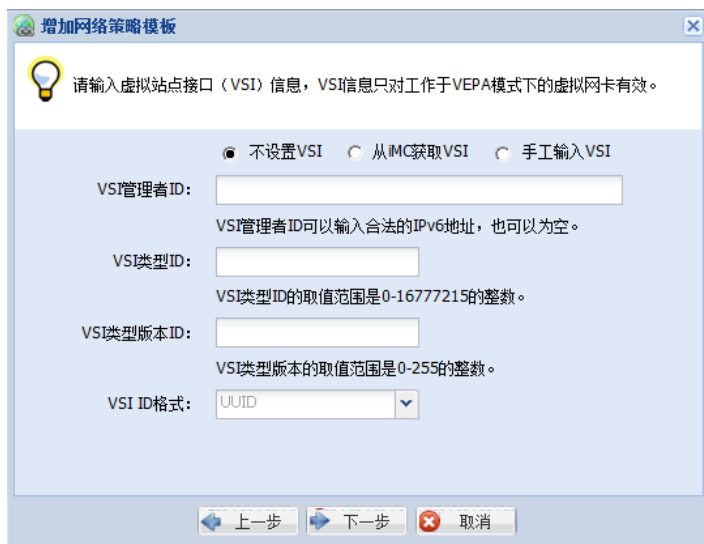 增加网络策略模板
请输入虚拟站点接口（VSI）信息，VSI信息只对工作于VEPA模式下的虚拟网卡有效。
不设置VSI 从iMC获取VSI 手工输入VSI
VSI管理者ID：
VSI管理者ID可以输入合法的IPv6地址，也可以为空。
VSI类型ID：
VSI类型ID的取值范围是0-16777215的整数。
VSI类型版本ID：
VSI类型版本的取值范围是0-255的整数。
VSI ID格式： UUID
上一步 下一步 取消